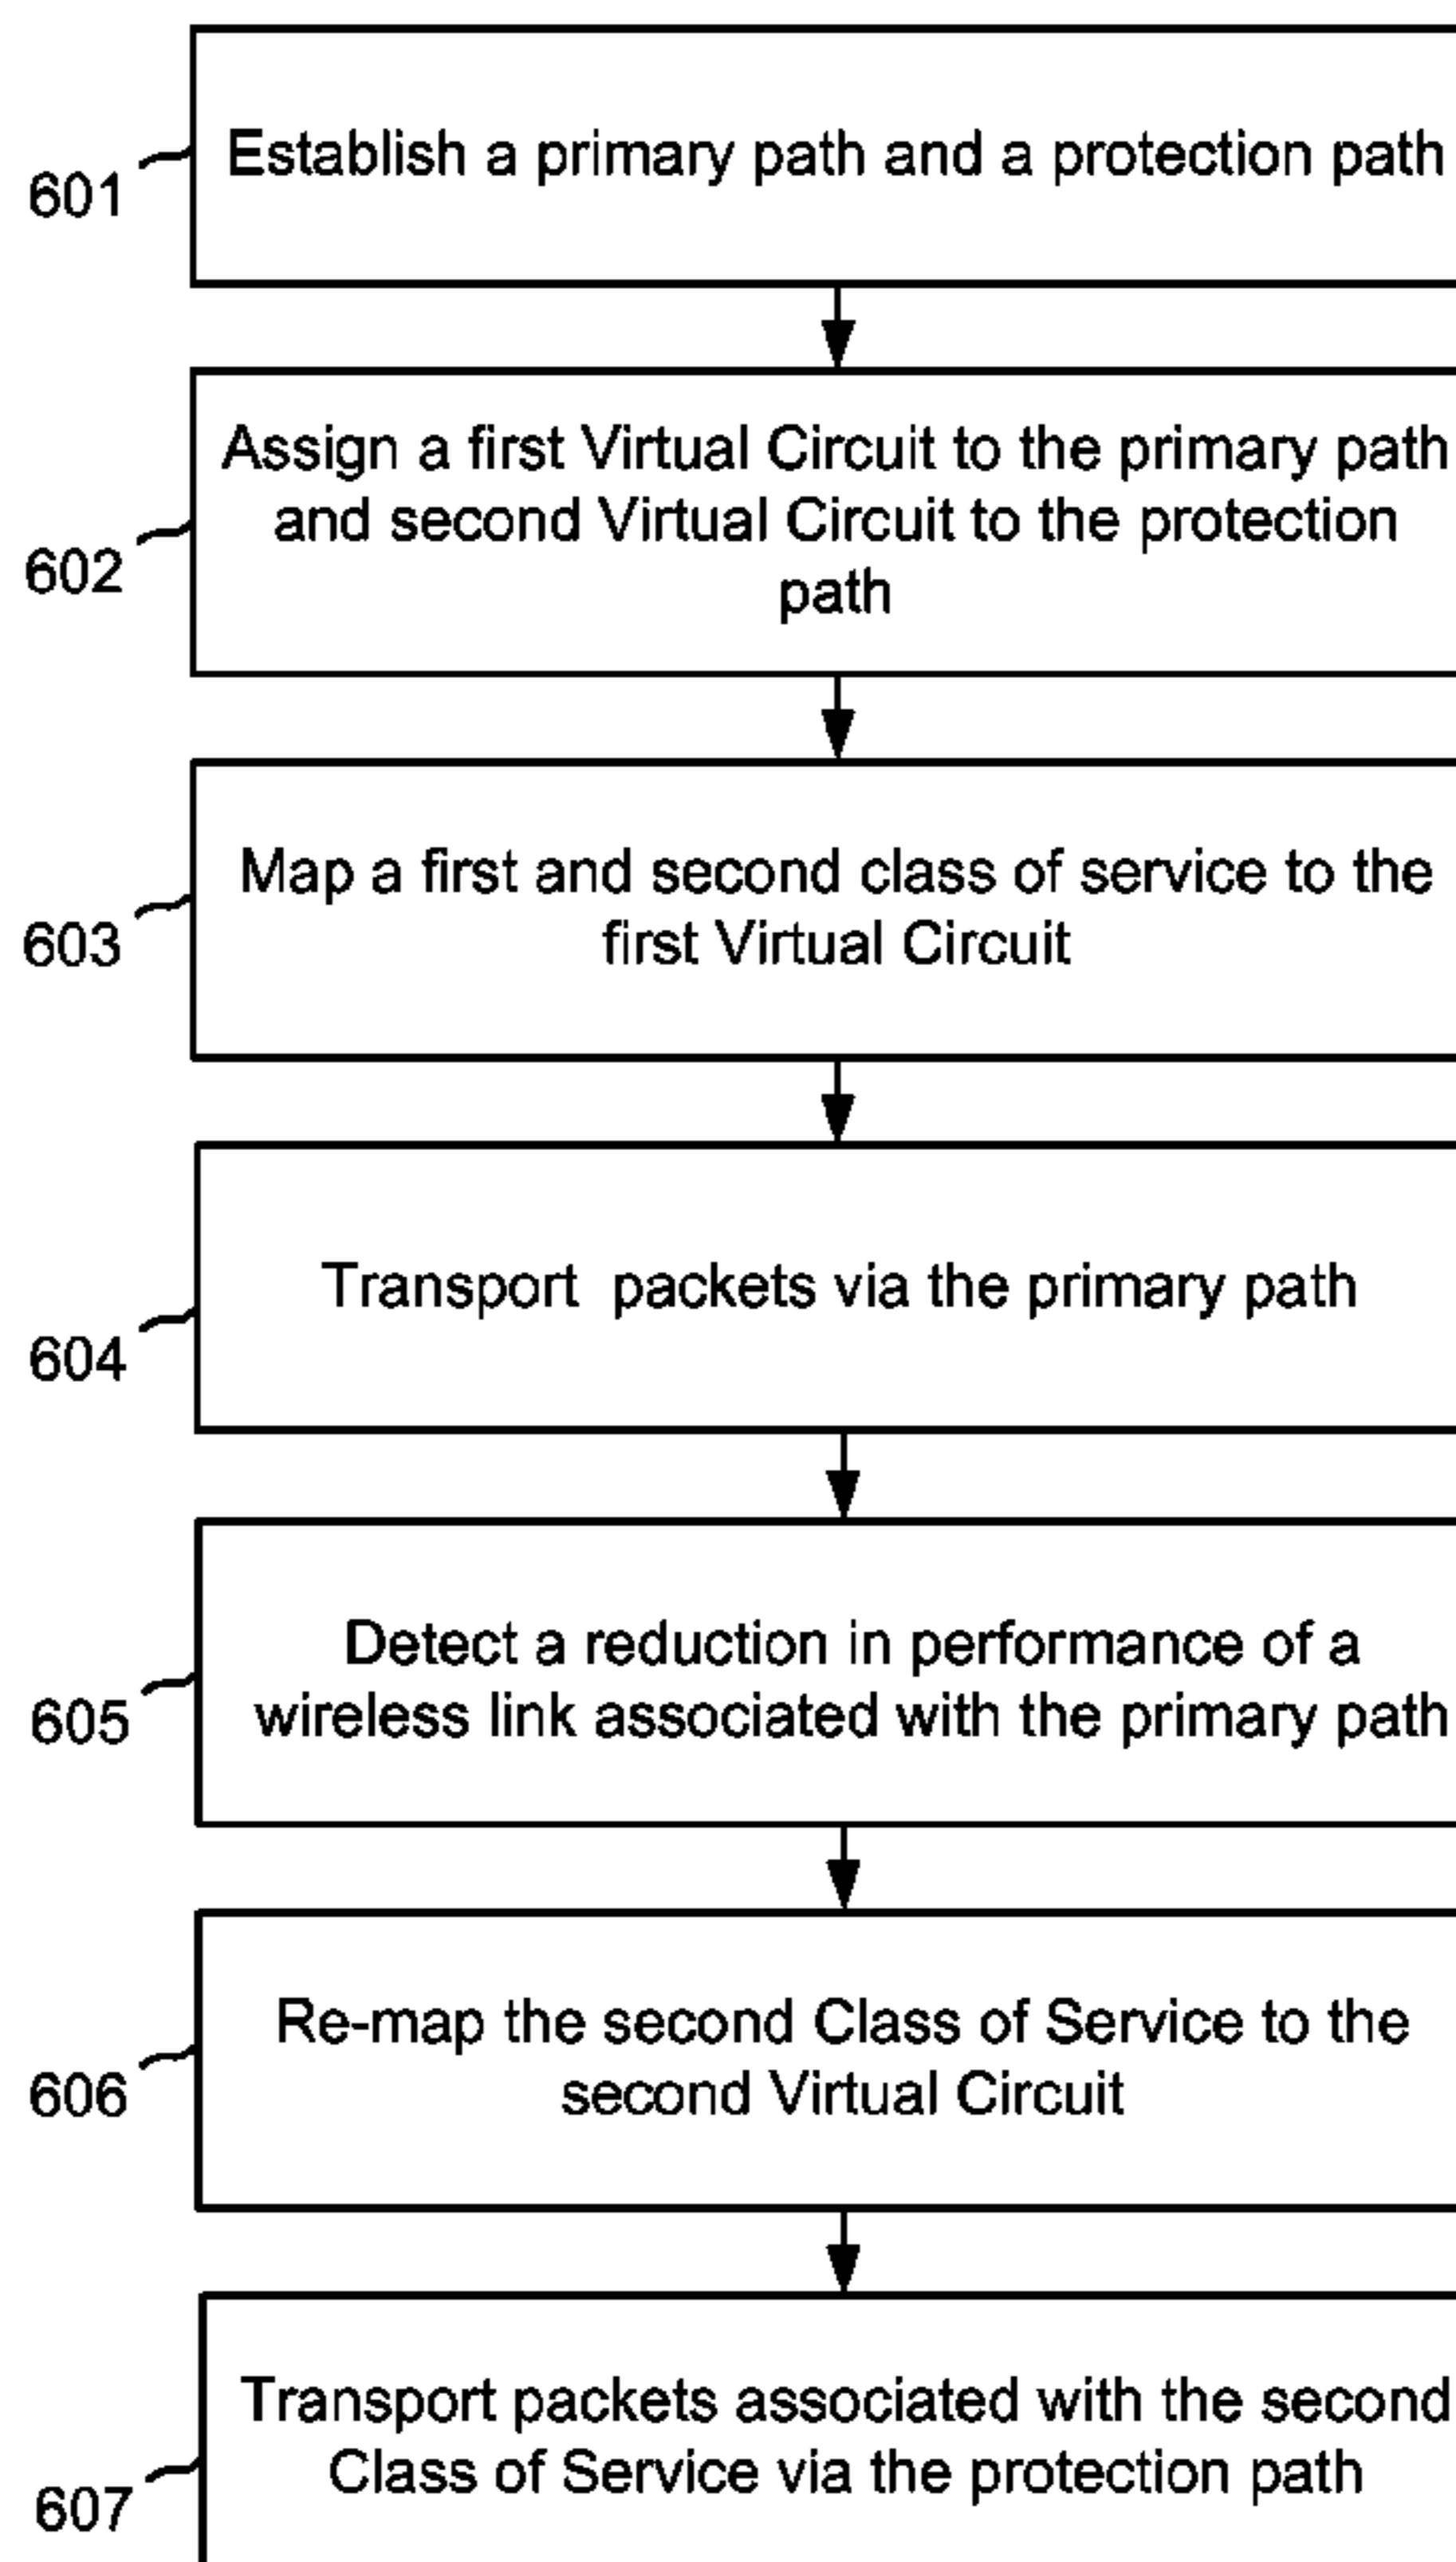 Establish a primary path and a protection path
601
Assign a first Virtual Circuit to the primary path
and second Virtual Circuit to the protection
path
602
Map a first and second class of service to the
first Virtual Circuit
603
Transport packets via the primary path
604
Detect a reduction in performance of a
wireless link associated with the primary path
605
Re-map the second Class of Service to the
second Virtual Circuit
606
Transport packets associated with the second
Class of Service via the protection path
607